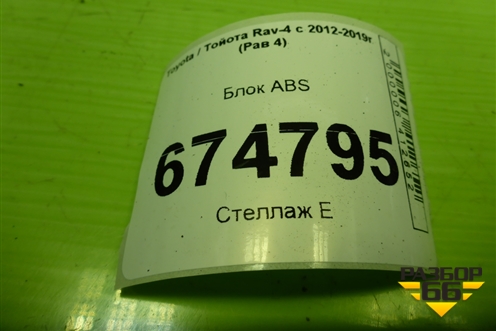 Toyota / Тойота Rav-4 с 2012-2019г
(Рав 4)
Блок ABS
674795
Стеллаж Е
РАЗБОР
66